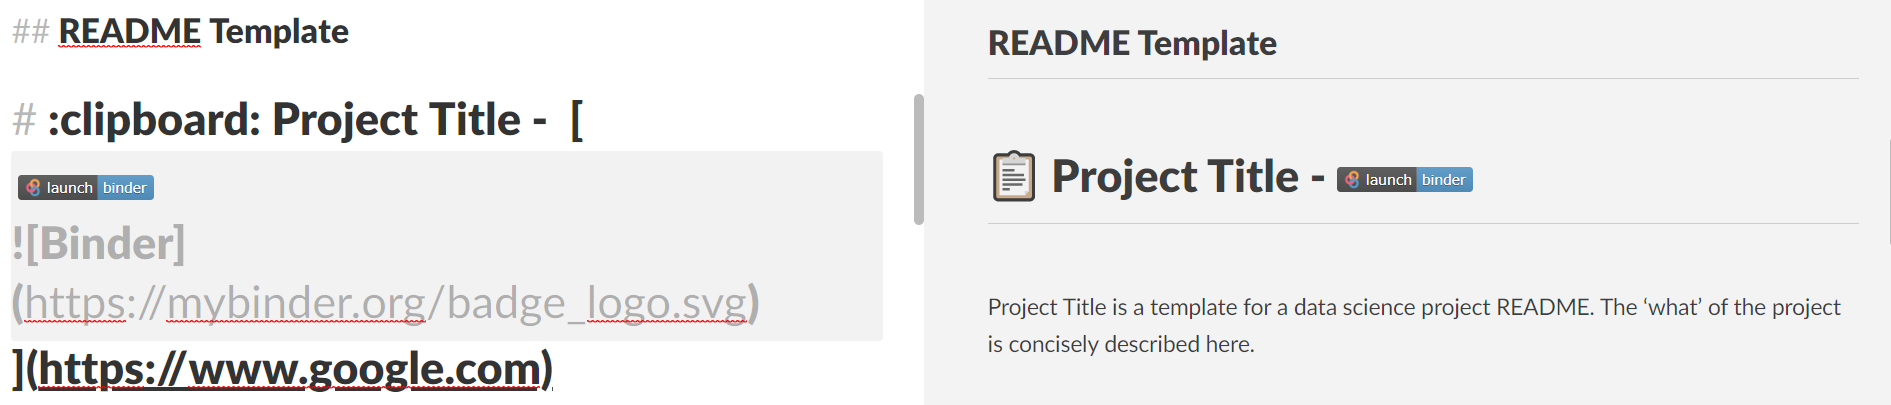 ## README Template
# :clipboard: Project Title - [
launch binder
![Binder]
(https://mybinder.org/badge_logo.svg)
](https://www.google.com)
README Template
Project Title - launch binder
Project Title is a template for a data science project README. The ‘what’ of the project
is concisely described here.